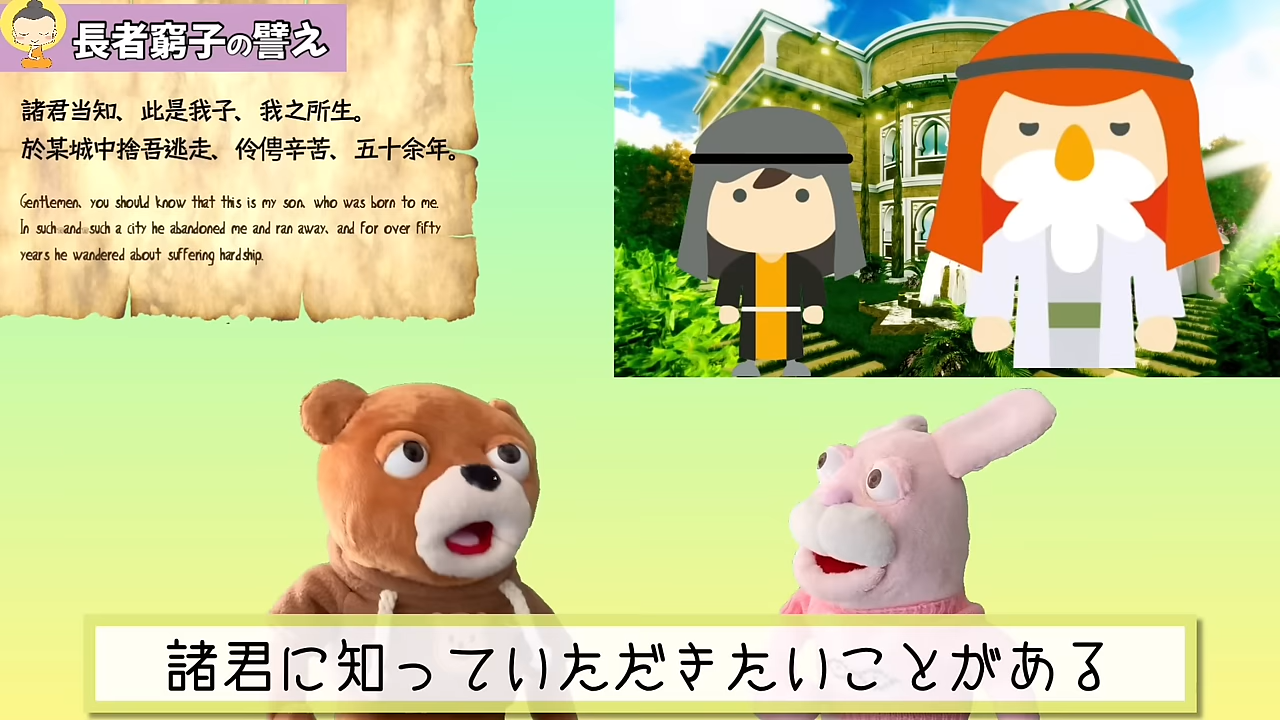 長者窮子の譬え
諸君当知、此是我子、我之所生。
於某城中捨吾逃走、伶俜辛苦、五十余年。
Gentlemen, you should know that this is my son, who was born to me.
In such and such a city he abandoned me and ran away, and for over fifty
years he wandered about suffering hardship.
諸君に知っていただきたいことがある